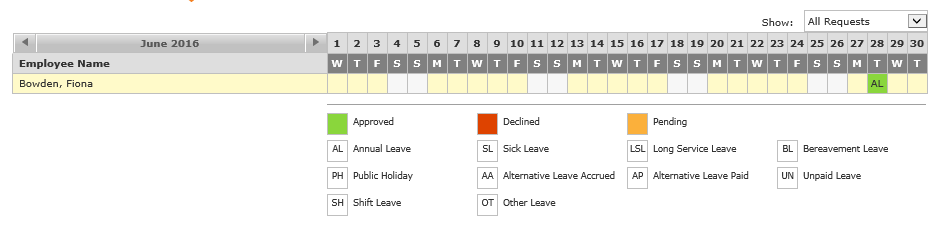 Show: All Requests
June 2016 1 2 3 4 5 6 7 8 9 10 11 12 13 14 15 16 17 18 19 20 21 22 23 24 25 26 27 28 29 30
Employee Name W T F S S M T W T F S S M T W T F S S M T W T F S S M T W T
Bowden, Fiona AL
Approved Declined Pending
AL Annual Leave SL Sick Leave LSL Long Service Leave BL Bereavement Leave
PH Public Holiday AA Alternative Leave Accrued AP Alternative Leave Paid UN Unpaid Leave
SH Shift Leave OT Other Leave